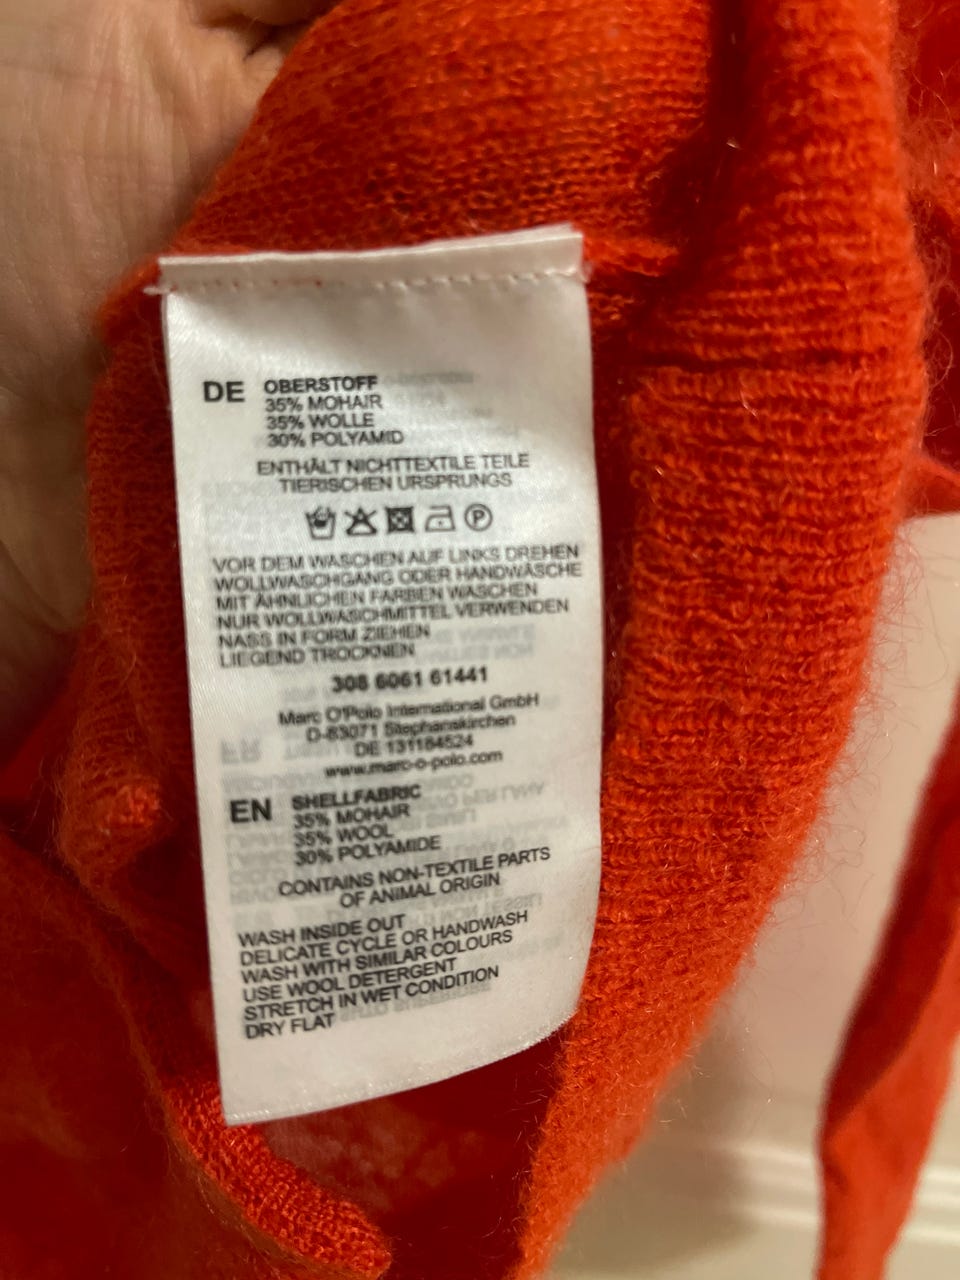 DE OBERSTOFF
35% MOHAIR
35% WOLLE
30% POLYAMID
ENTHÄLT NICHTTEXTILE TEILE
TIERISCHEN URSPRUNGS
P
VOR DEM WASCHEN AUF LINKS DREHEN
WOLLWASCHGANG ODER HANDWÄSCHE
MIT ÄHNLICHEN FARBEN WASCHEN
NUR WOLLWASCHMITTEL VERWENDEN
NASS IN FORM ZIEHEN
LIEGEND TROCKNEN
308 6061 61441
Marc O'Polo International GmbH
D-83071 Stephanskirchen
DE 131184524
www.marc-o-polo.com
EN SHELLFABRIC
35% MOHAIR
35% WOOL
30% POLYAMIDE
CONTAINS NON-TEXTILE PARTS
OF ANIMAL ORIGIN
WASH INSIDE OUT
DELICATE CYCLE OR HANDWASH
WASH WITH SIMILAR COLOURS
USE WOOL DETERGENT
STRETCH IN WET CONDITION
DRY FLAT